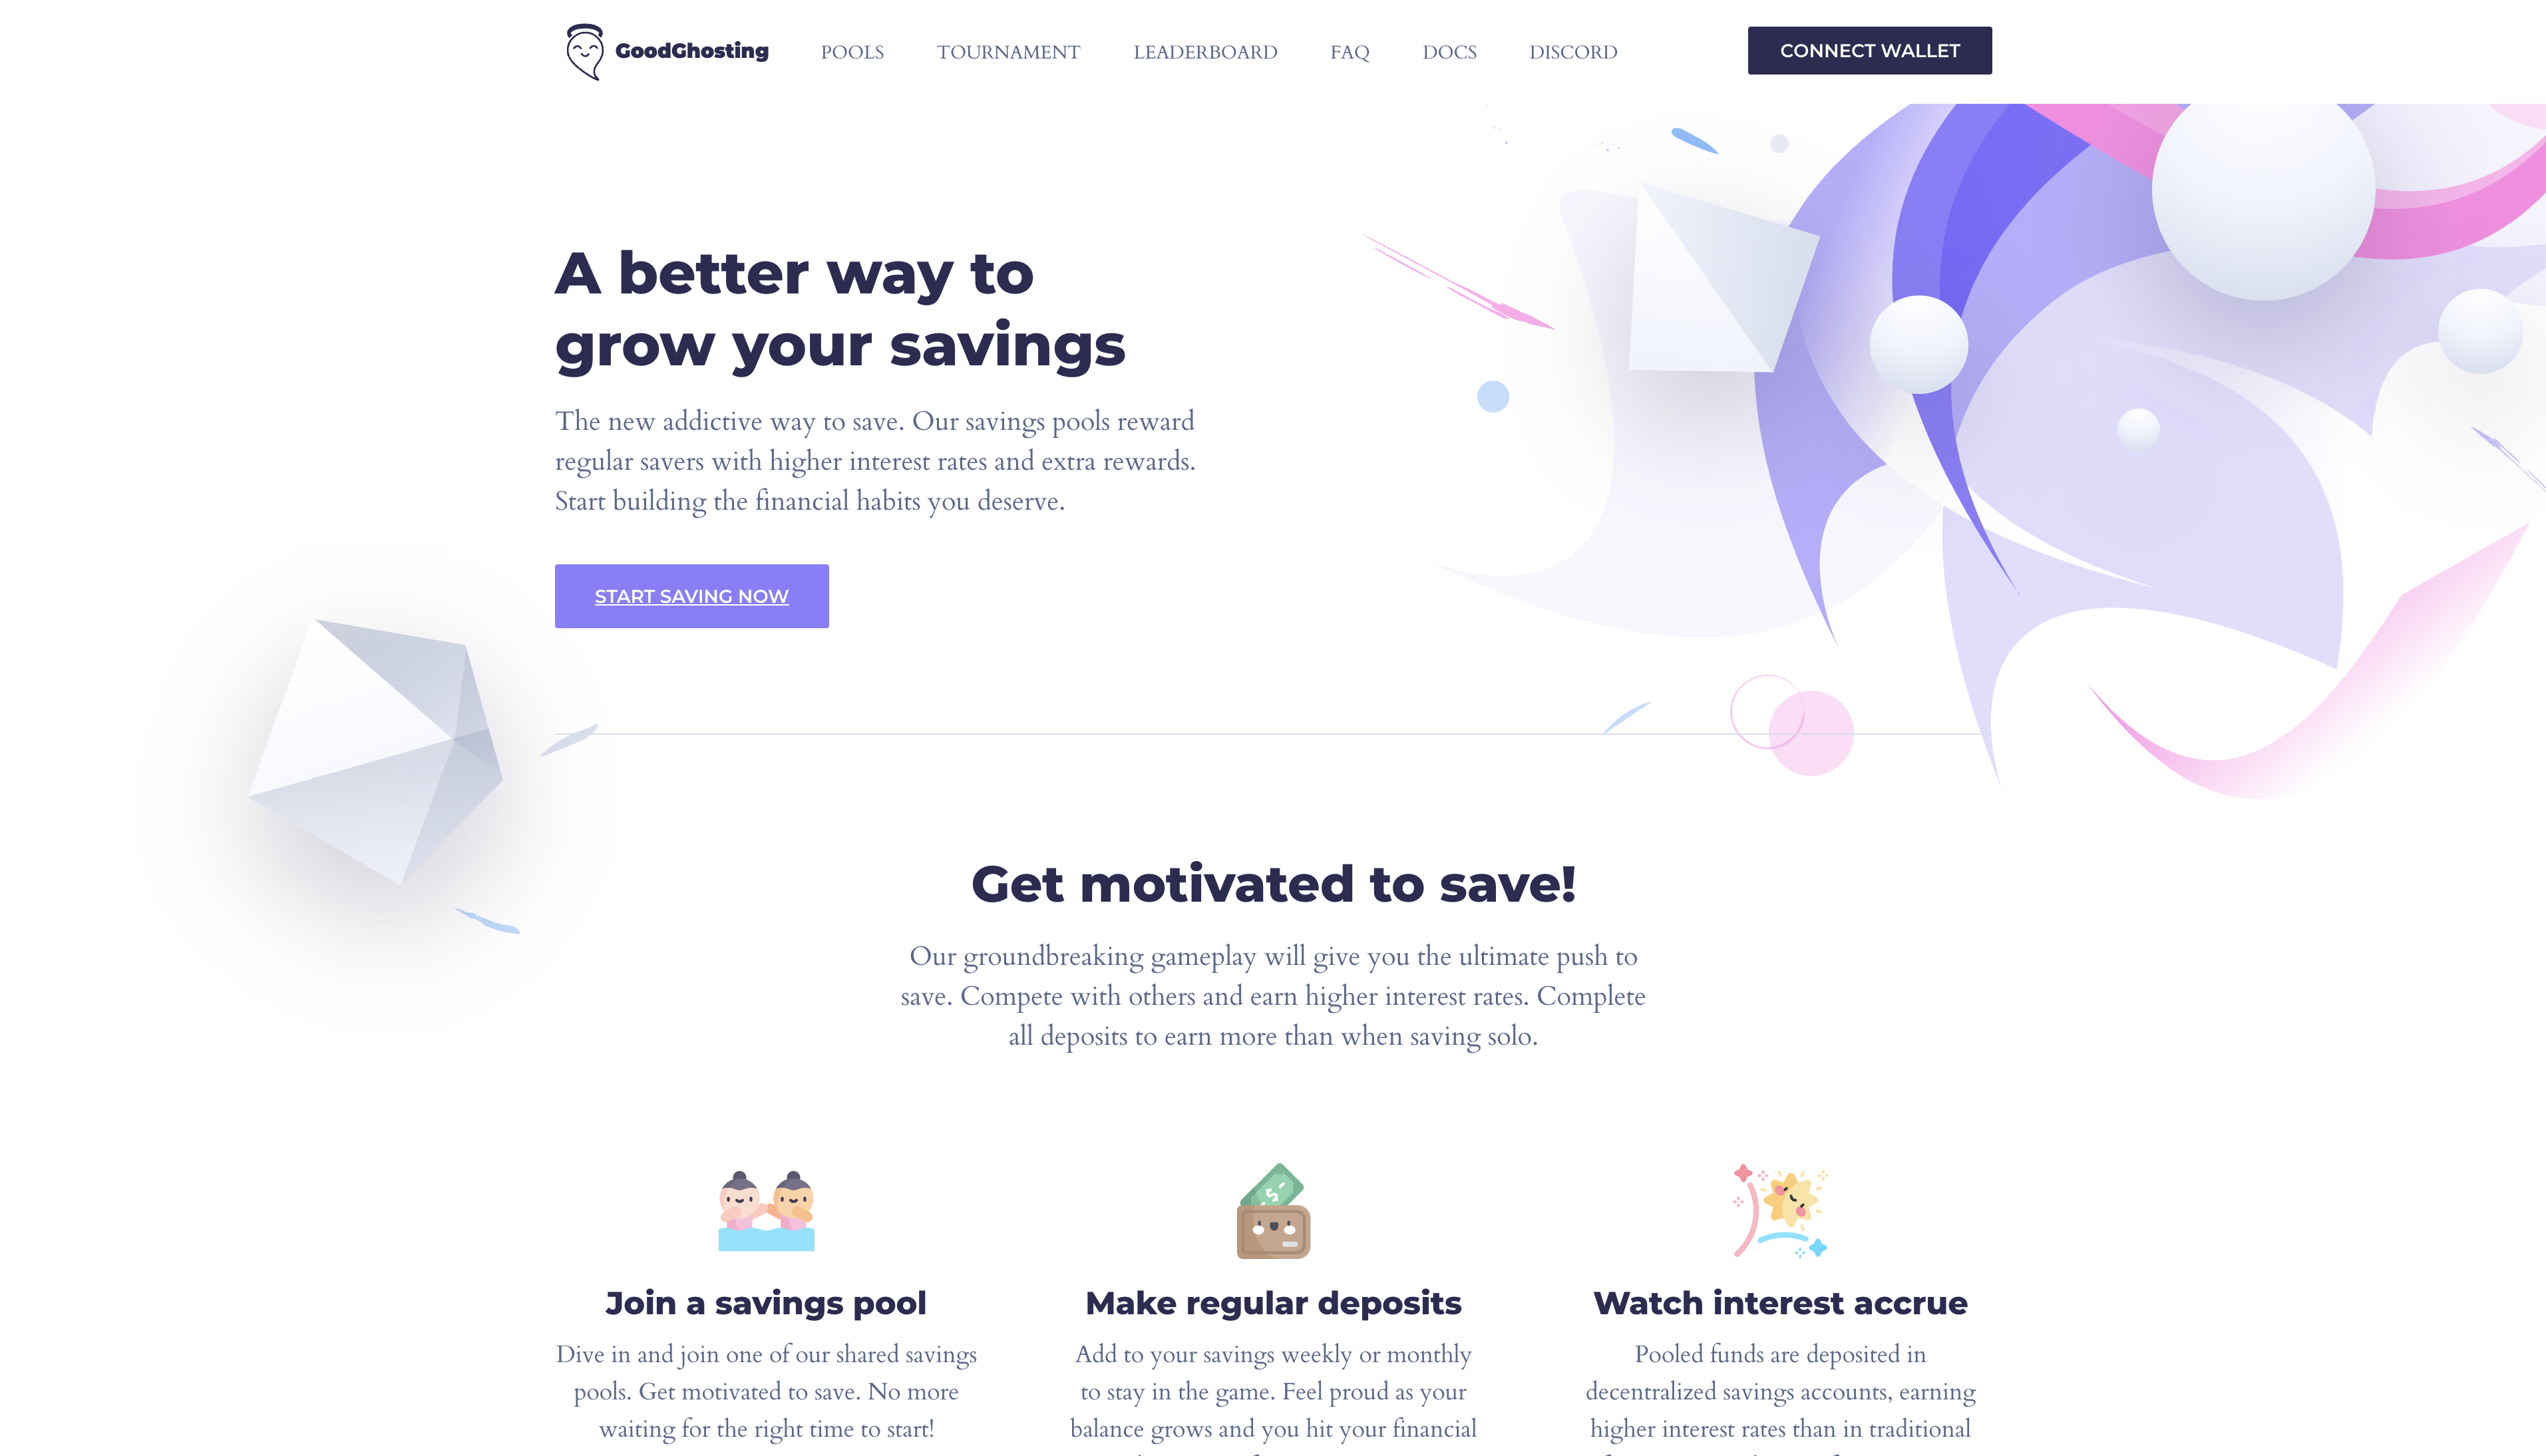 GoodGhosting
POOLS
TOURNAMENT
LEADERBOARD
FAQ
DOCS
DISCORD
CONNECT WALLET
A better way to
grow your savings
The new addictive way to save. Our savings pools reward
regular savers with higher interest rates and extra rewards.
Start building the financial habits you deserve.
START SAVING NOW
Get motivated to save!
Our groundbreaking gameplay will give you the ultimate push to
save. Compete with others and earn higher interest rates. Complete
all deposits to earn more than when saving solo.
$
Join a savings pool
Dive in and join one of our shared savings
pools. Get motivated to save. No more
waiting for the right time to start!
Make regular deposits
Add to your savings weekly or monthly
to stay in the game. Feel proud as your
balance grows and you hit your financial
Watch interest accrue
Pooled funds are deposited in
decentralized savings accounts, earning
higher interest rates than in traditional